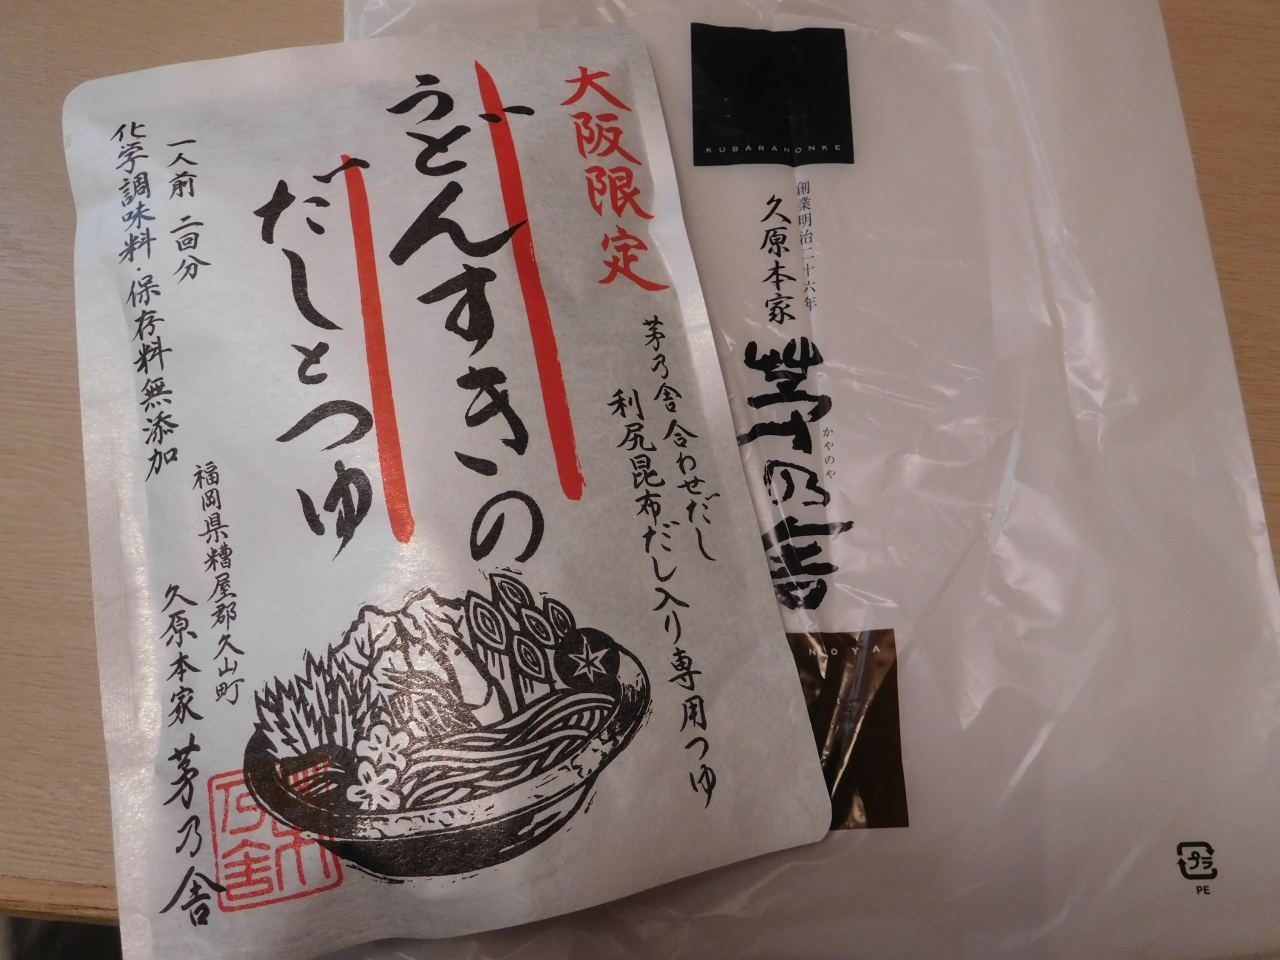 大阪限定
茅乃舎合わせだし
利尻昆布だし入り専用つゆ
うどんすきの
だしとつゆ
一人前 二回分
化学調味料・保存料無添加
福岡県糟屋郡久山町
久原本家 茅乃舎
KUBARAHONKE
創業明治二十六年
久原本家
茅乃舎
かやのや
NOYA
プラ
PE